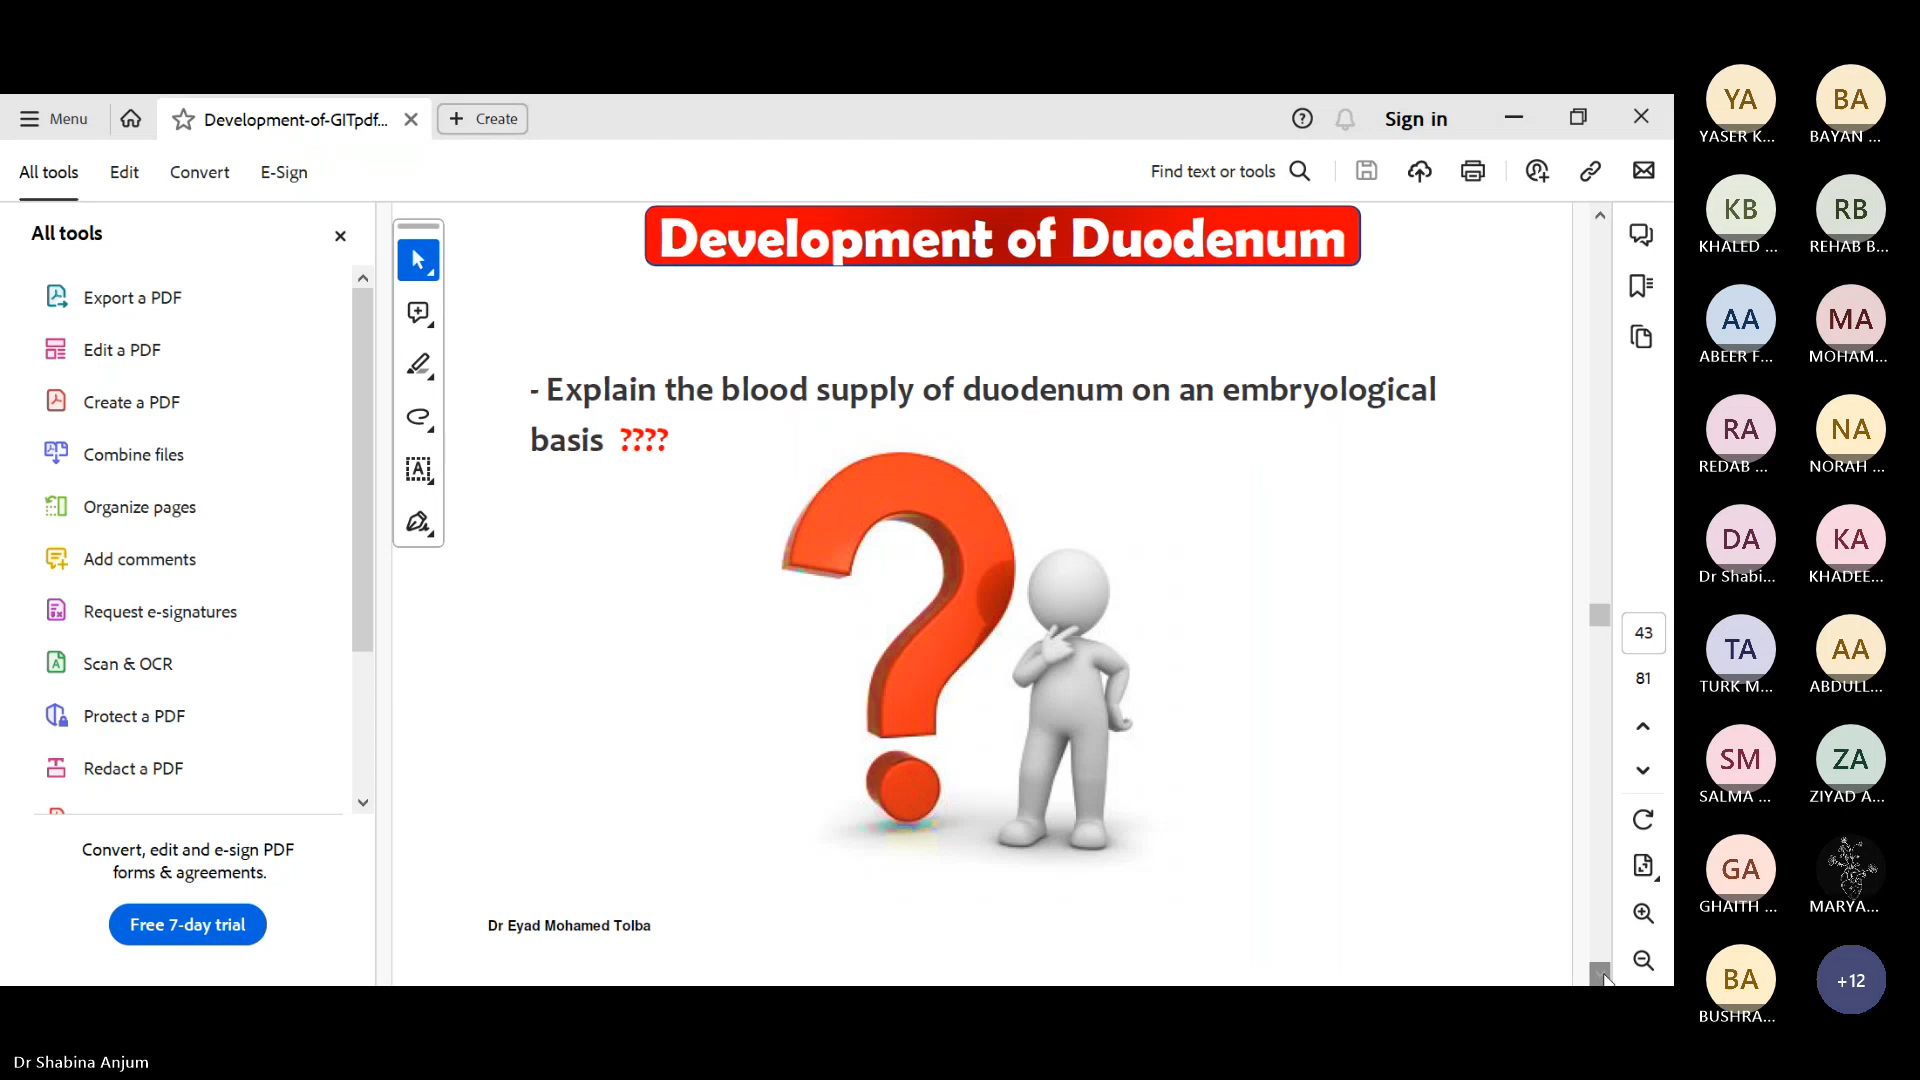 Menu
Development-of-GITpdf...
Create
Sign in
All tools
Edit
Convert
E-Sign
Find text or tools
All tools
Export a PDF
Edit a PDF
Create a PDF
Combine files
Organize pages
Add comments
Request e-signatures
Scan & OCR
Protect a PDF
Redact a PDF
Convert, edit and e-sign PDF
forms & agreements.
Free 7-day trial
Development of Duodenum
- Explain the blood supply of duodenum on an embryological
basis ????
Dr Eyad Mohamed Tolba
43
81
YA
YASER K...
BA
BAYAN ...
KB
KHALED ...
RB
REHAB B...
AA
ABEER F...
MA
MOHAM...
RA
REDAB ...
NA
NORAH ...
DA
Dr Shabi...
KA
KHADEE...
TA
TURK M...
AA
ABDULL...
SM
SALMA ...
ZA
ZIYAD A...
GA
GHAITH ...
MARYA...
BA
BUSHRA...
+12
Dr Shabina Anjum